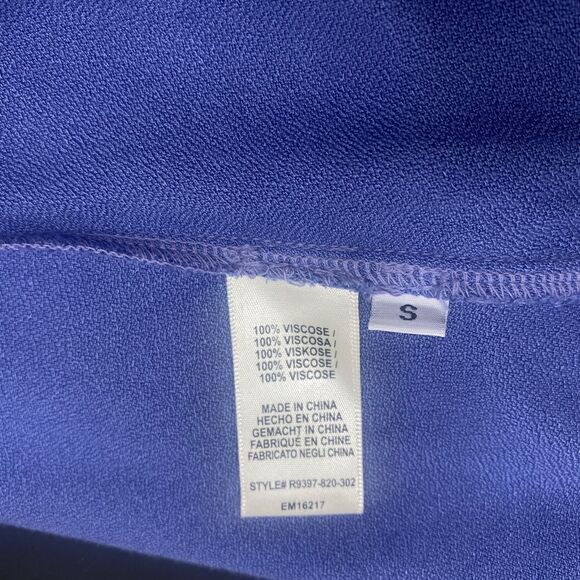 100% VISCOSE /
100% VISCOSA /
100% VISKOSE /
100% VISCOSE /
100% VISCOSE
S
MADE IN CHINA
HECHO EN CHINA
GEMACHT IN CHINA
FABRIQUÉ EN CHINE
FABRICATO NEGLI CHINA
STYLE# R9397-820-302
EM16217